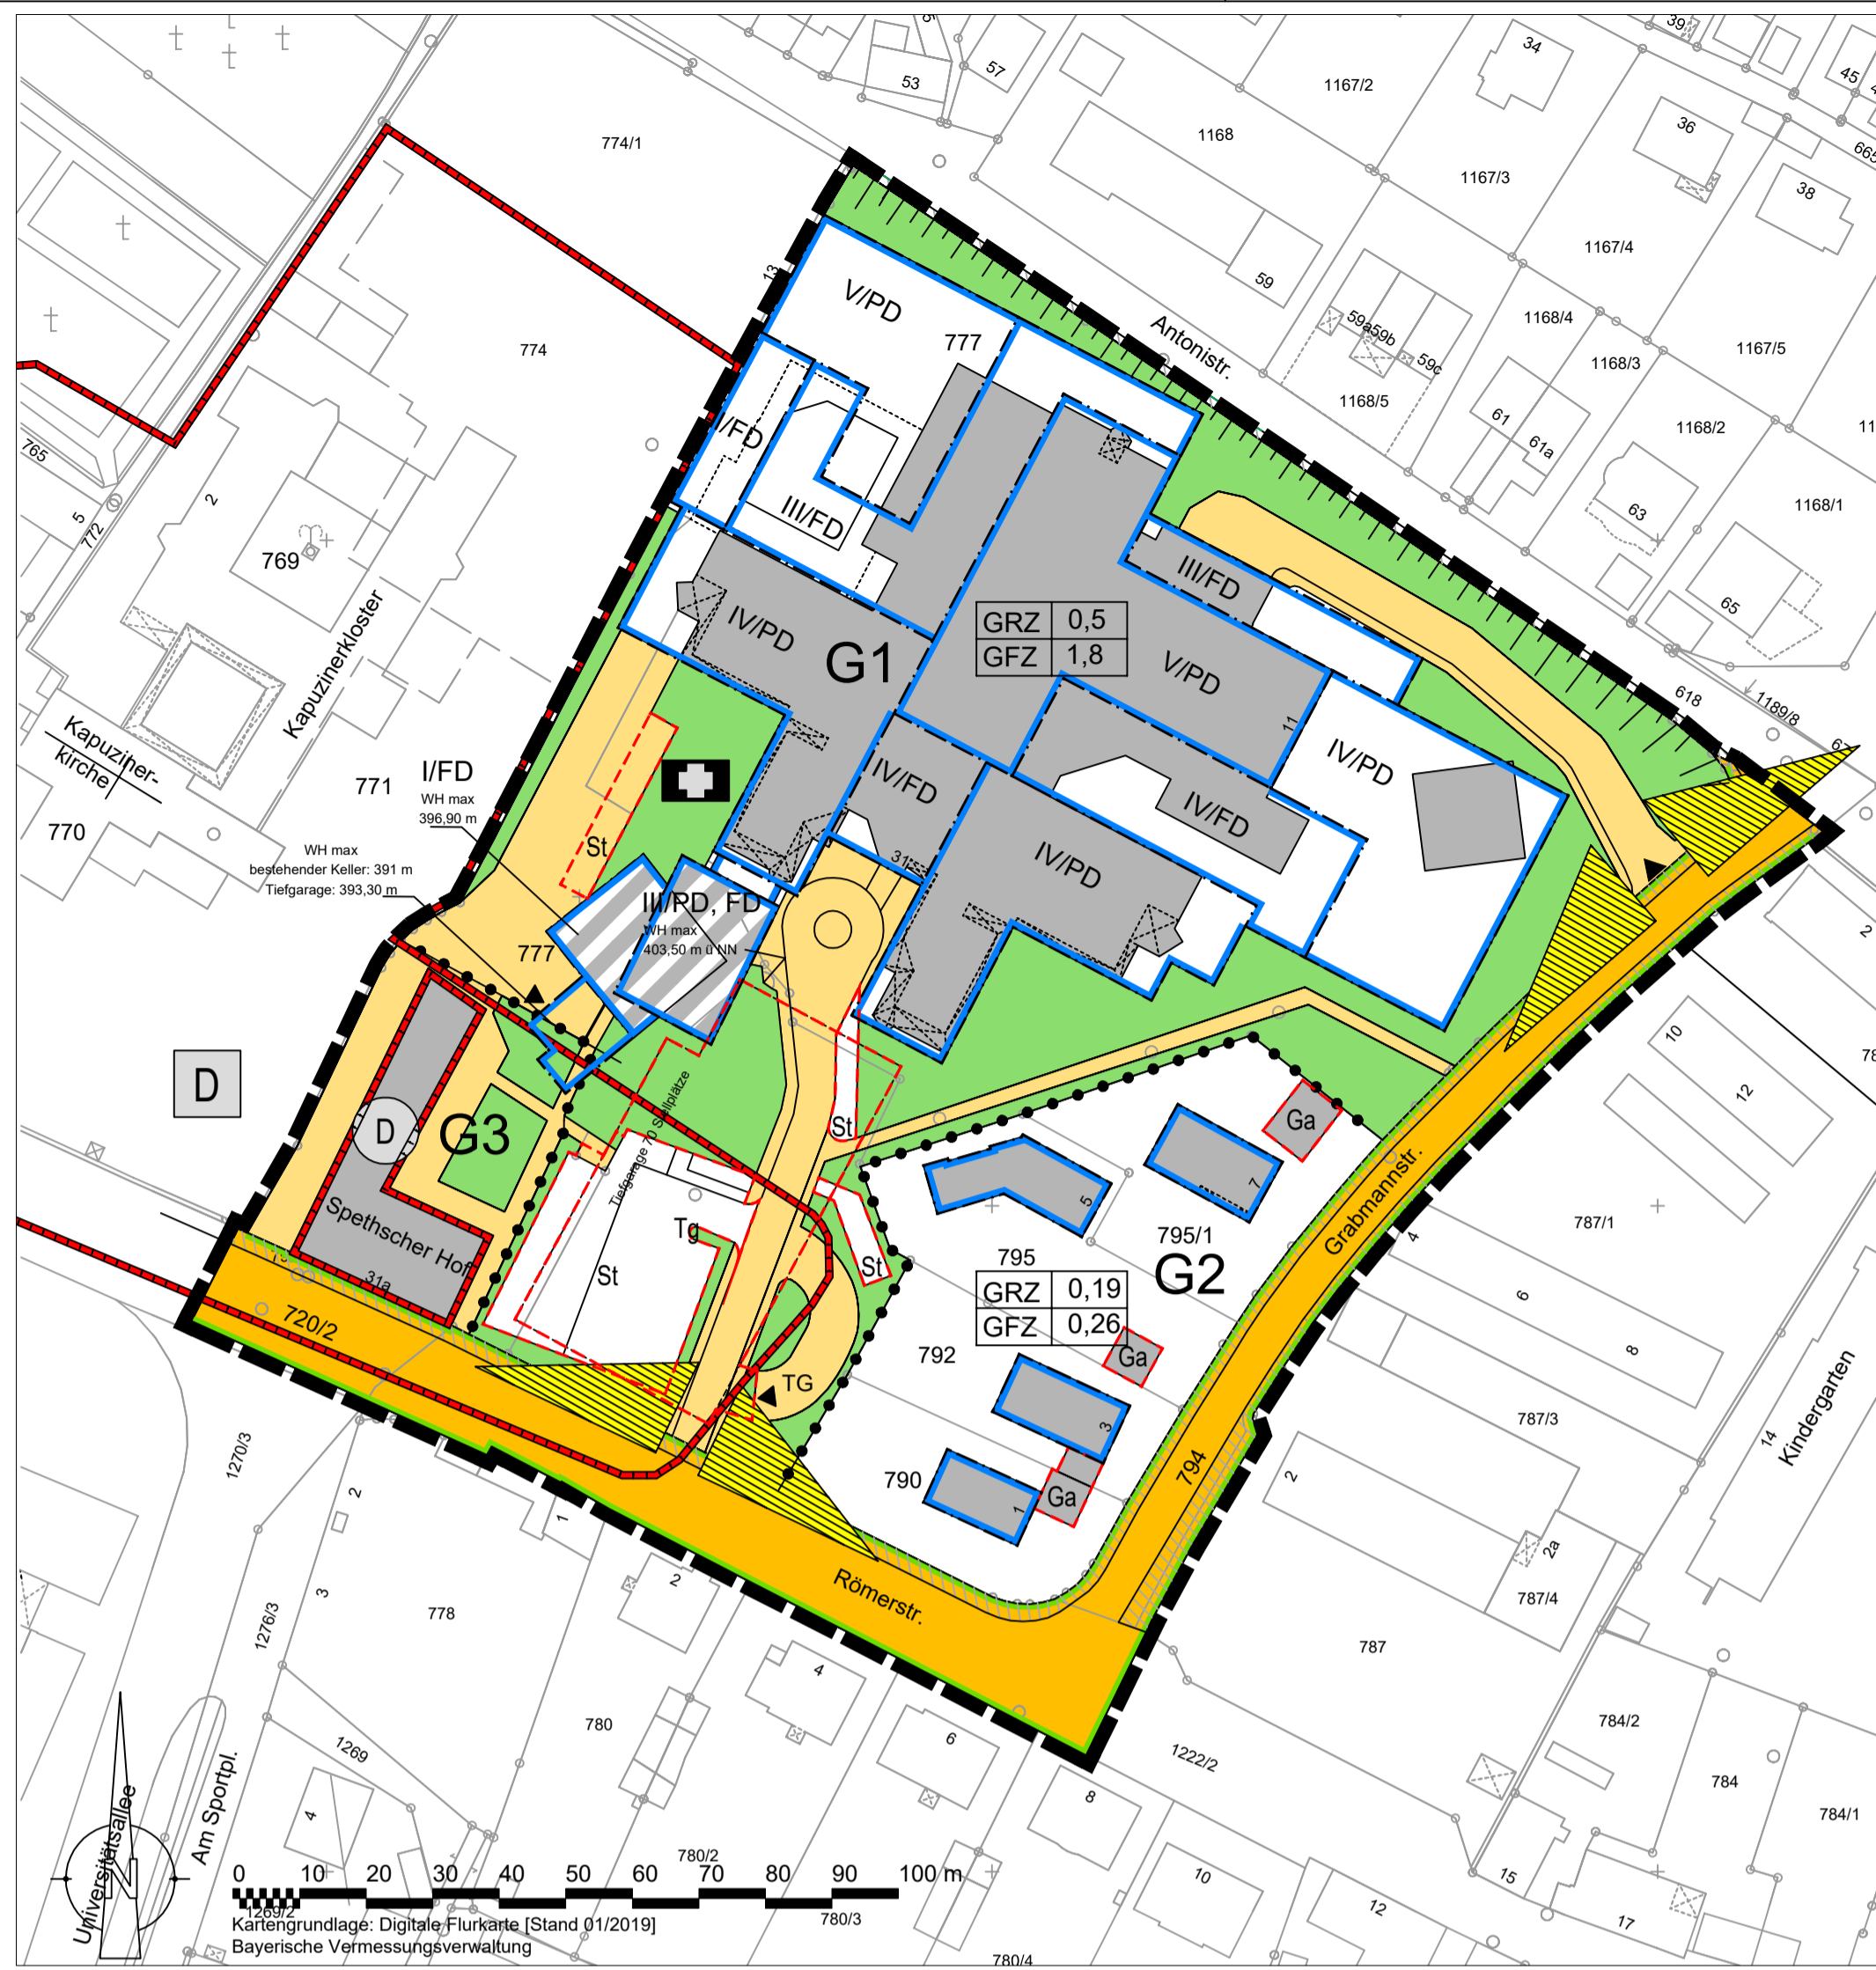 53
57
39
45
34
1167/2
36
665
38
774/1
1168
1167/3
1167/4
59
13
V/PD
777
Antonistr.
59a59b
59c
1168/4
1168/3
1167/5
774
1168/5
61
61a
1168/2
765
I/FD
III/FD
2
5
772
63
1168/1
769
III/FD
65
IV/PD
GRZ 0,5
GFZ 1,8
G1
V/PD
11
618
1189/8
Kapuzinerkloster
Kapuziner-
kirche
IV/PD
I/FD
WH max
396,90 m
771
770
IV/FD
IV/FD
St
WH max
bestehender Keller: 391 m
Tiefgarage: 393,30 m
31
IV/PD
III/PD, FD
WH max
403,50 m ü NN
777
2
10
12
D
D
G3
Tiefgarage 70 Stellplätze
St
Ga
7
5
Grabmannstr.
4
787/1
795/1
Spethscher Hof
31a
Tg
St
St
795
G2
GRZ 0,19
GFZ 0,26
720/2
792
Ga
6
8
TG
3
787/3
14
Kindergarten
1270/3
790
1
Ga
794
2
2
1
2a
787/4
Römerstr.
2
3
1276/3
778
787
4
780
6
1222/2
784/2
784
784/1
1269
4
8
Universitätsallee
Am Sportpl.
N
780/2
0 10 20 30 40 50 60 70 80 90 100 m
10
15
12
17
1269/2
780/3
Kartengrundlage: Digitale Flurkarte [Stand 01/2019]
Bayerische Vermessungsverwaltung
780/4